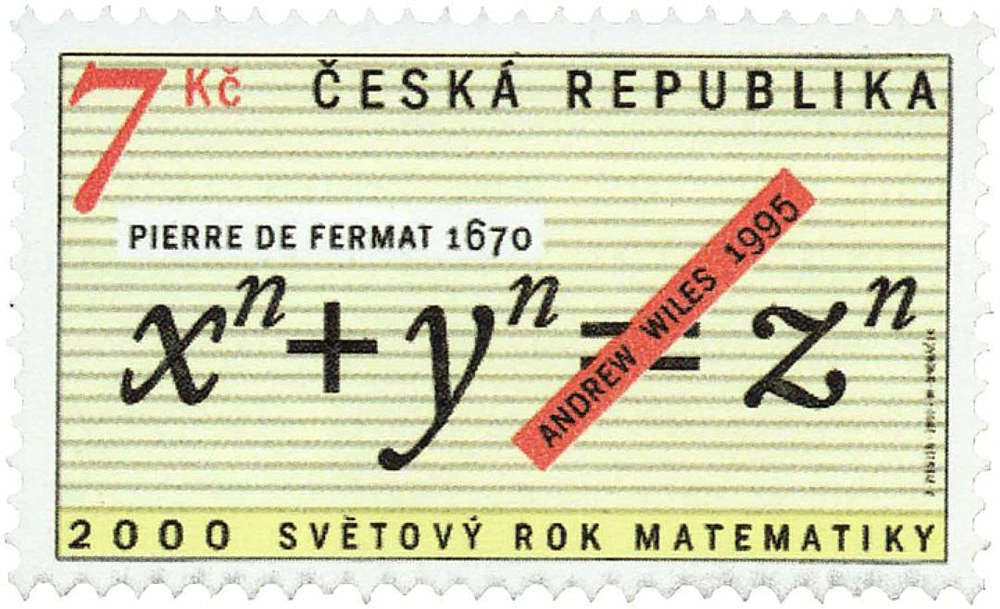 7 Kč ČESKÁ REPUBLIKA
PIERRE DE FERMAT 1670
xⁿ + yⁿ = zⁿ
ANDREW WILES 1995
2000 SVĚTOVÝ ROK MATEMATIKY